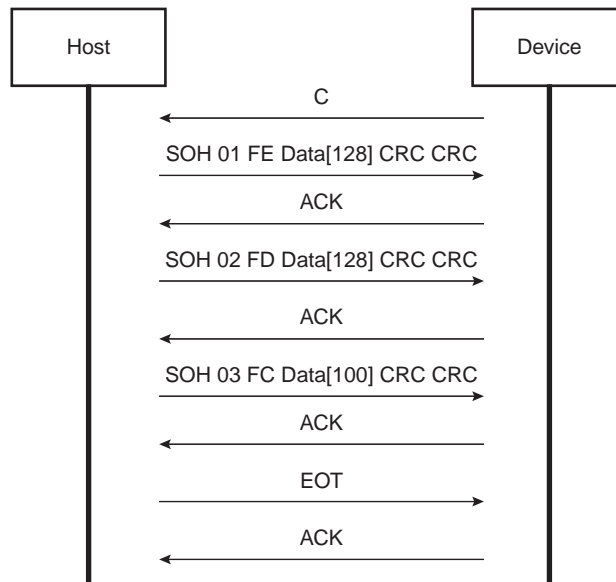 Host
Device
C
SOH 01 FE Data[128] CRC CRC
ACK
SOH 02 FD Data[128] CRC CRC
ACK
SOH 03 FC Data[100] CRC CRC
ACK
EOT
ACK